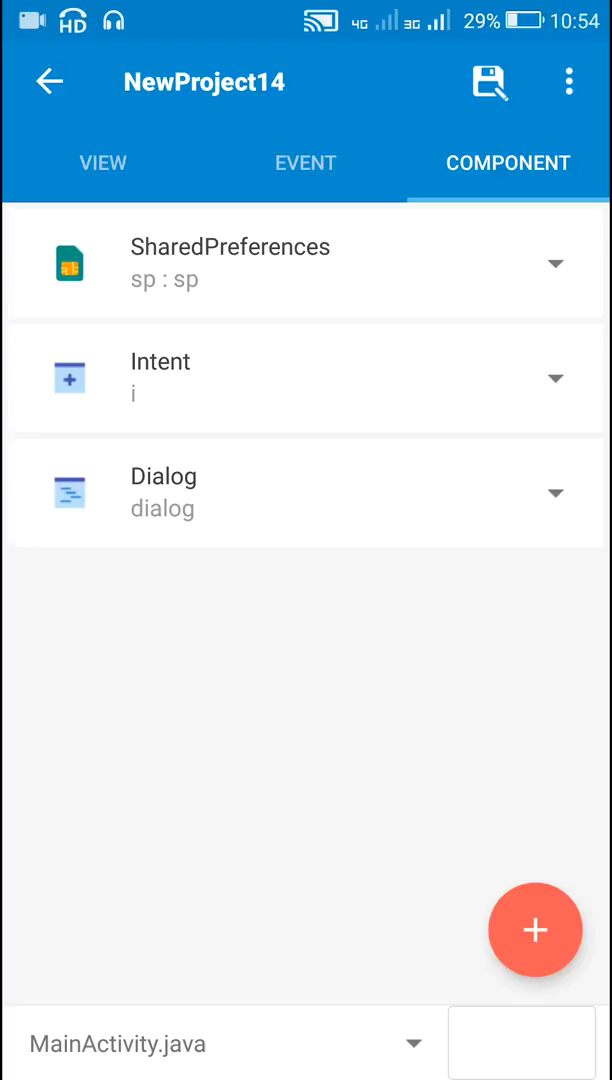 HD 4G 3G 29% 10:54
NewProject14
VIEW EVENT COMPONENT
SharedPreferences
sp : sp
Intent
i
Dialog
dialog
MainActivity.java